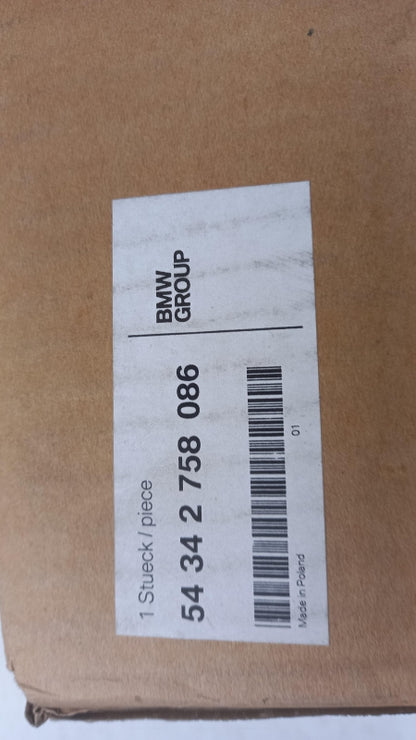 1 Stueck / piece
54 34 2 758 086
BMW
GROUP
01
Made in Poland